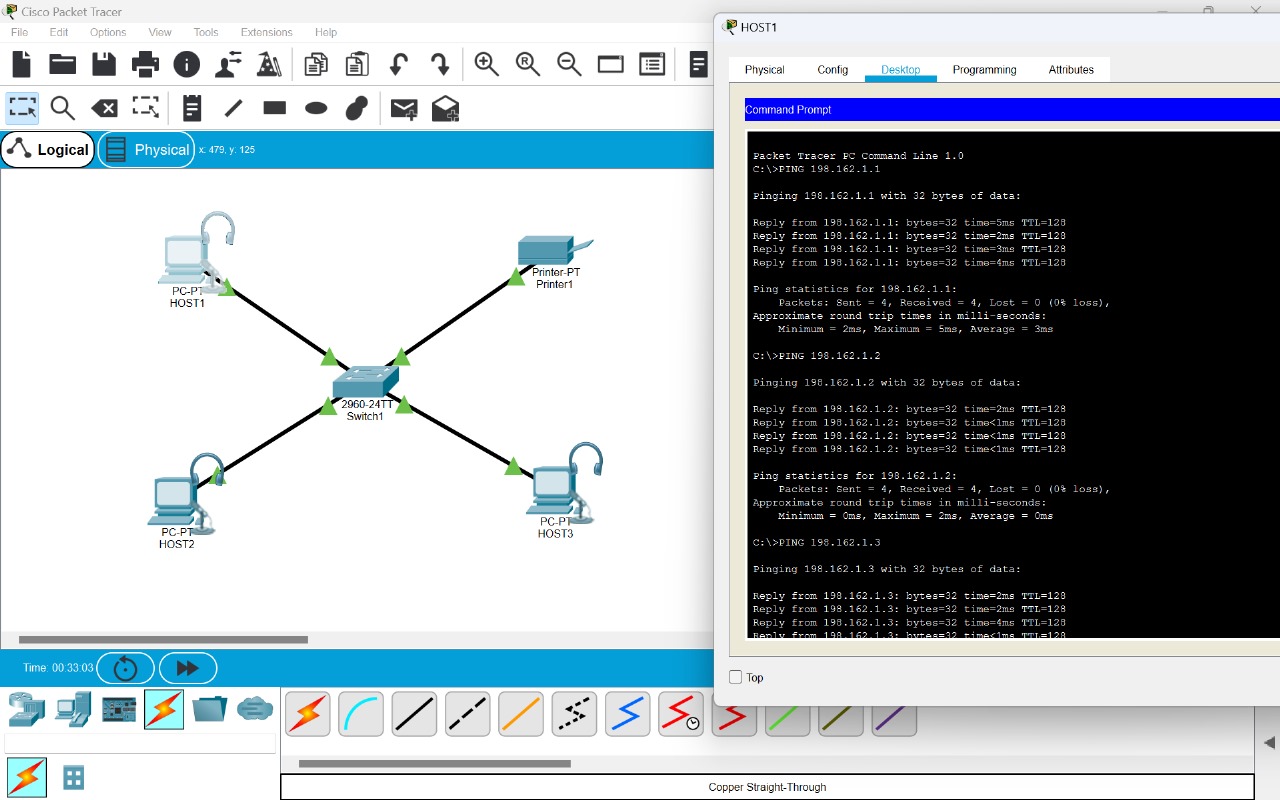 Cisco Packet Tracer
File Edit Options View Tools Extensions Help
Logical Physical x: 479, y: 125
PC-PT
HOST1
Printer-PT
Printer1
2960-24TT
Switch1
PC-PT
HOST2
PC-PT
HOST3
Time: 00:33:03
Copper Straight-Through
HOST1
Physical Config Desktop Programming Attributes
Command Prompt
Packet Tracer PC Command Line 1.0
C:\>PING 198.162.1.1
Pinging 198.162.1.1 with 32 bytes of data:
Reply from 198.162.1.1: bytes=32 time=5ms TTL=128
Reply from 198.162.1.1: bytes=32 time=2ms TTL=128
Reply from 198.162.1.1: bytes=32 time=3ms TTL=128
Reply from 198.162.1.1: bytes=32 time=4ms TTL=128
Ping statistics for 198.162.1.1:
Packets: Sent = 4, Received = 4, Lost = 0 (0% loss),
Approximate round trip times in milli-seconds:
Minimum = 2ms, Maximum = 5ms, Average = 3ms
C:\>PING 198.162.1.2
Pinging 198.162.1.2 with 32 bytes of data:
Reply from 198.162.1.2: bytes=32 time=2ms TTL=128
Reply from 198.162.1.2: bytes=32 time<1ms TTL=128
Reply from 198.162.1.2: bytes=32 time<1ms TTL=128
Reply from 198.162.1.2: bytes=32 time<1ms TTL=128
Ping statistics for 198.162.1.2:
Packets: Sent = 4, Received = 4, Lost = 0 (0% loss),
Approximate round trip times in milli-seconds:
Minimum = 0ms, Maximum = 2ms, Average = 0ms
C:\>PING 198.162.1.3
Pinging 198.162.1.3 with 32 bytes of data:
Reply from 198.162.1.3: bytes=32 time=2ms TTL=128
Reply from 198.162.1.3: bytes=32 time=2ms TTL=128
Reply from 198.162.1.3: bytes=32 time=4ms TTL=128
Reply from 198.162.1.3: bytes=32 time<1ms TTL=128
Top